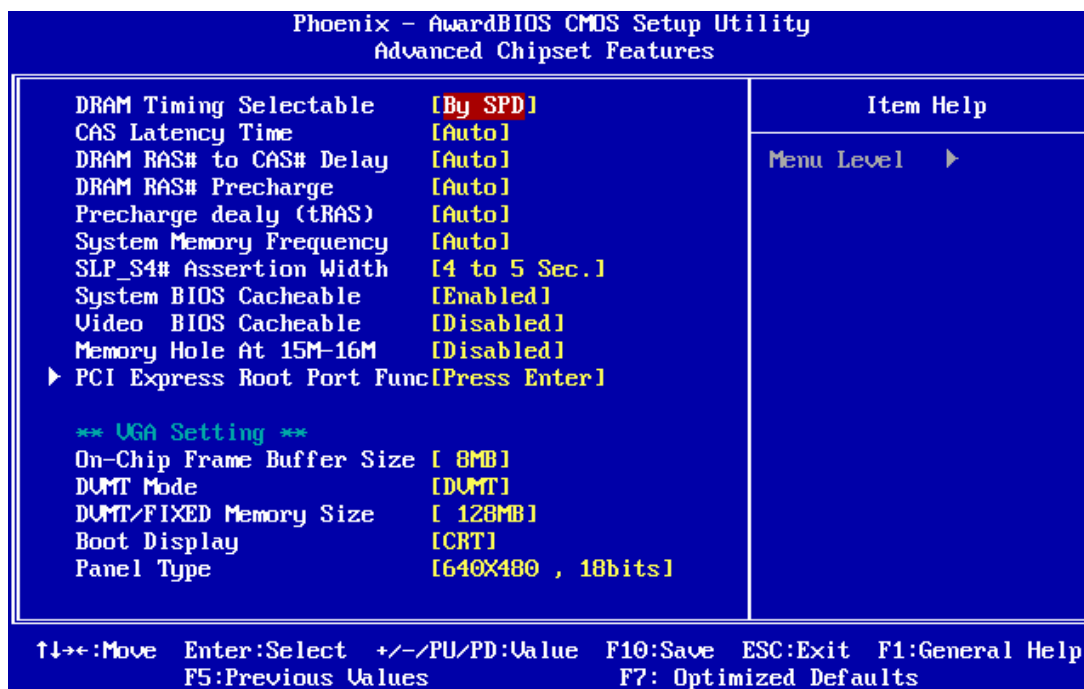 Phoenix - AwardBIOS CMOS Setup Utility
Advanced Chipset Features
DRAM Timing Selectable [By SPD]
CAS Latency Time [Auto]
DRAM RAS# to CAS# Delay [Auto]
DRAM RAS# Precharge [Auto]
Precharge dealy (tRAS) [Auto]
System Memory Frequency [Auto]
SLP_S4# Assertion Width [4 to 5 Sec.]
System BIOS Cacheable [Enabled]
Video BIOS Cacheable [Disabled]
Memory Hole At 15M-16M [Disabled]
▶ PCI Express Root Port Func[Press Enter]
** VGA Setting **
On-Chip Frame Buffer Size [ 8MB]
DVMT Mode [DVMT]
DVMT/FIXED Memory Size [ 128MB]
Boot Display [CRT]
Panel Type [640X480 , 18bits]
Item Help
Menu Level ▶
↑↓→←:Move Enter:Select +/-/PU/PD:Value F10:Save ESC:Exit F1:General Help
F5:Previous Values F7: Optimized Defaults